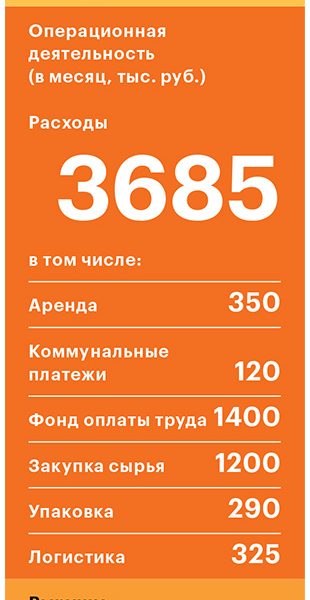 Операционная
деятельность
(в месяц, тыс. руб.)
Расходы
3685
в том числе:
Аренда 350
Коммунальные
платежи 120
Фонд оплаты труда 1400
Закупка сырья 1200
Упаковка 290
Логистика 325